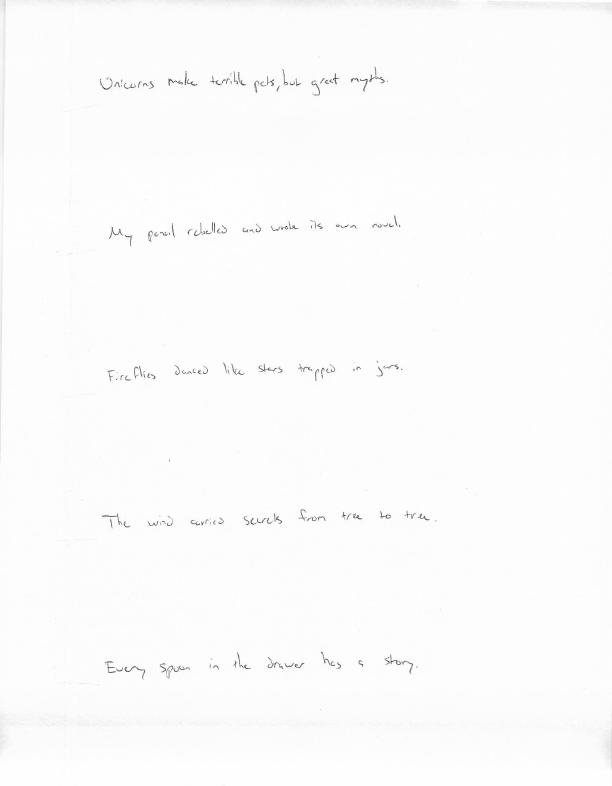 Unicorns make terrible pets, but great myths.
My pencil rebelled and wrote its own novel.
Fireflies danced like stars trapped in jars.
The wind carried secrets from tree to tree.
Every spoon in the drawer has a story.